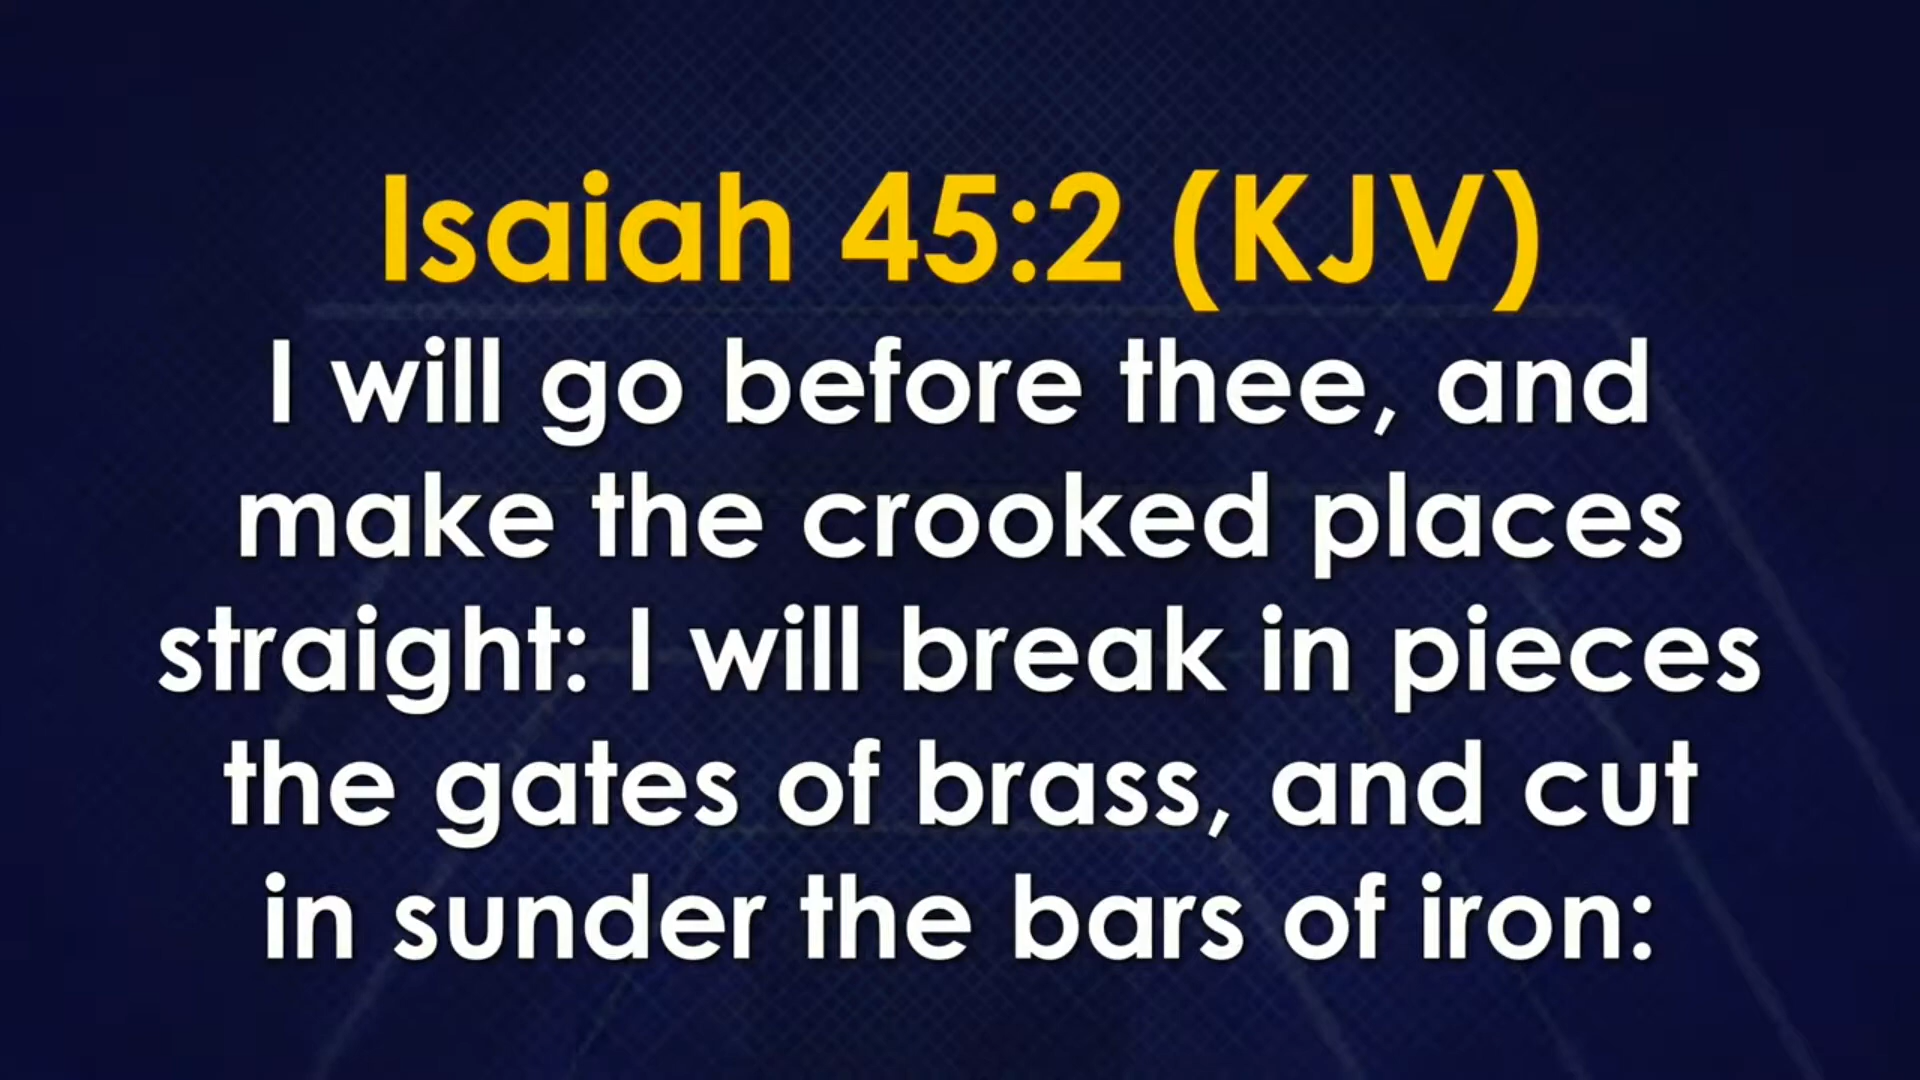 Isaiah 45:2 (KJV)
I will go before thee, and
make the crooked places
straight: I will break in pieces
the gates of brass, and cut
in sunder the bars of iron: